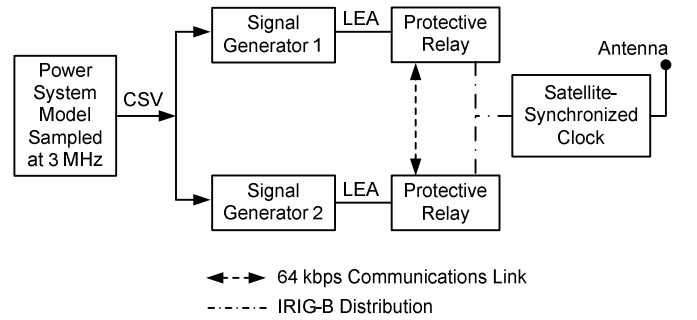 Power
System
Model
Sampled
at 3 MHz
CSV
Signal
Generator 1
LEA
Protective
Relay
Signal
Generator 2
LEA
Protective
Relay
Satellite-
Synchronized
Clock
Antenna
64 kbps Communications Link
IRIG-B Distribution